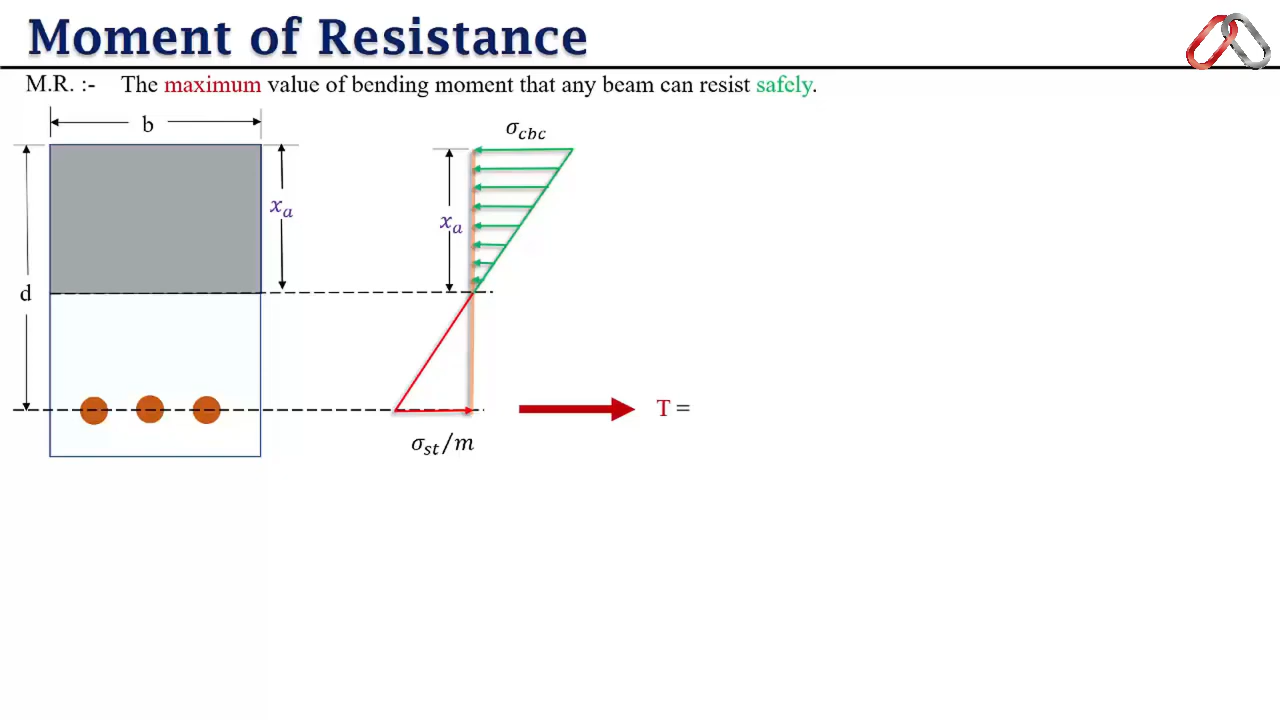 Moment of Resistance
M.R. :- The maximum value of bending moment that any beam can resist safely.
b
σcbc
xa
xa
d
T =
σst/m